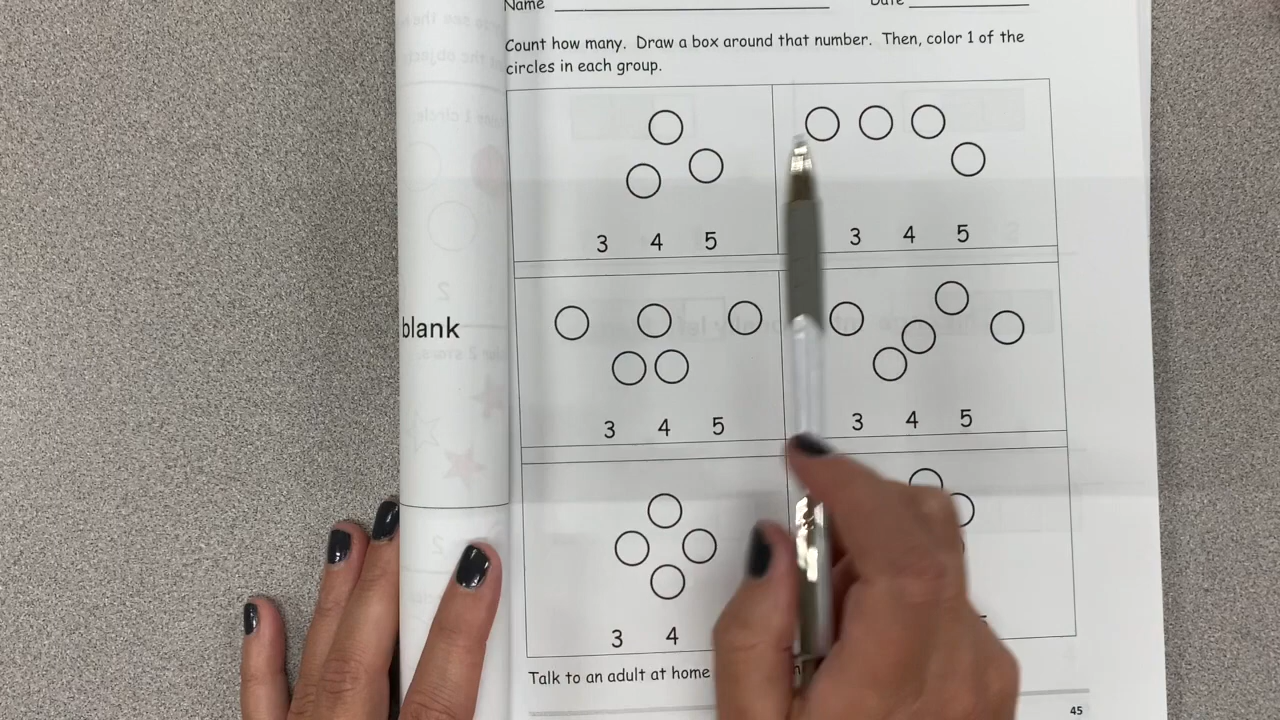 Name Date
Count how many. Draw a box around that number. Then, color 1 of the
circles in each group.
3 4 5
3 4 5
blank
3 4 5
3 4 5
3 4
Talk to an adult at home
45